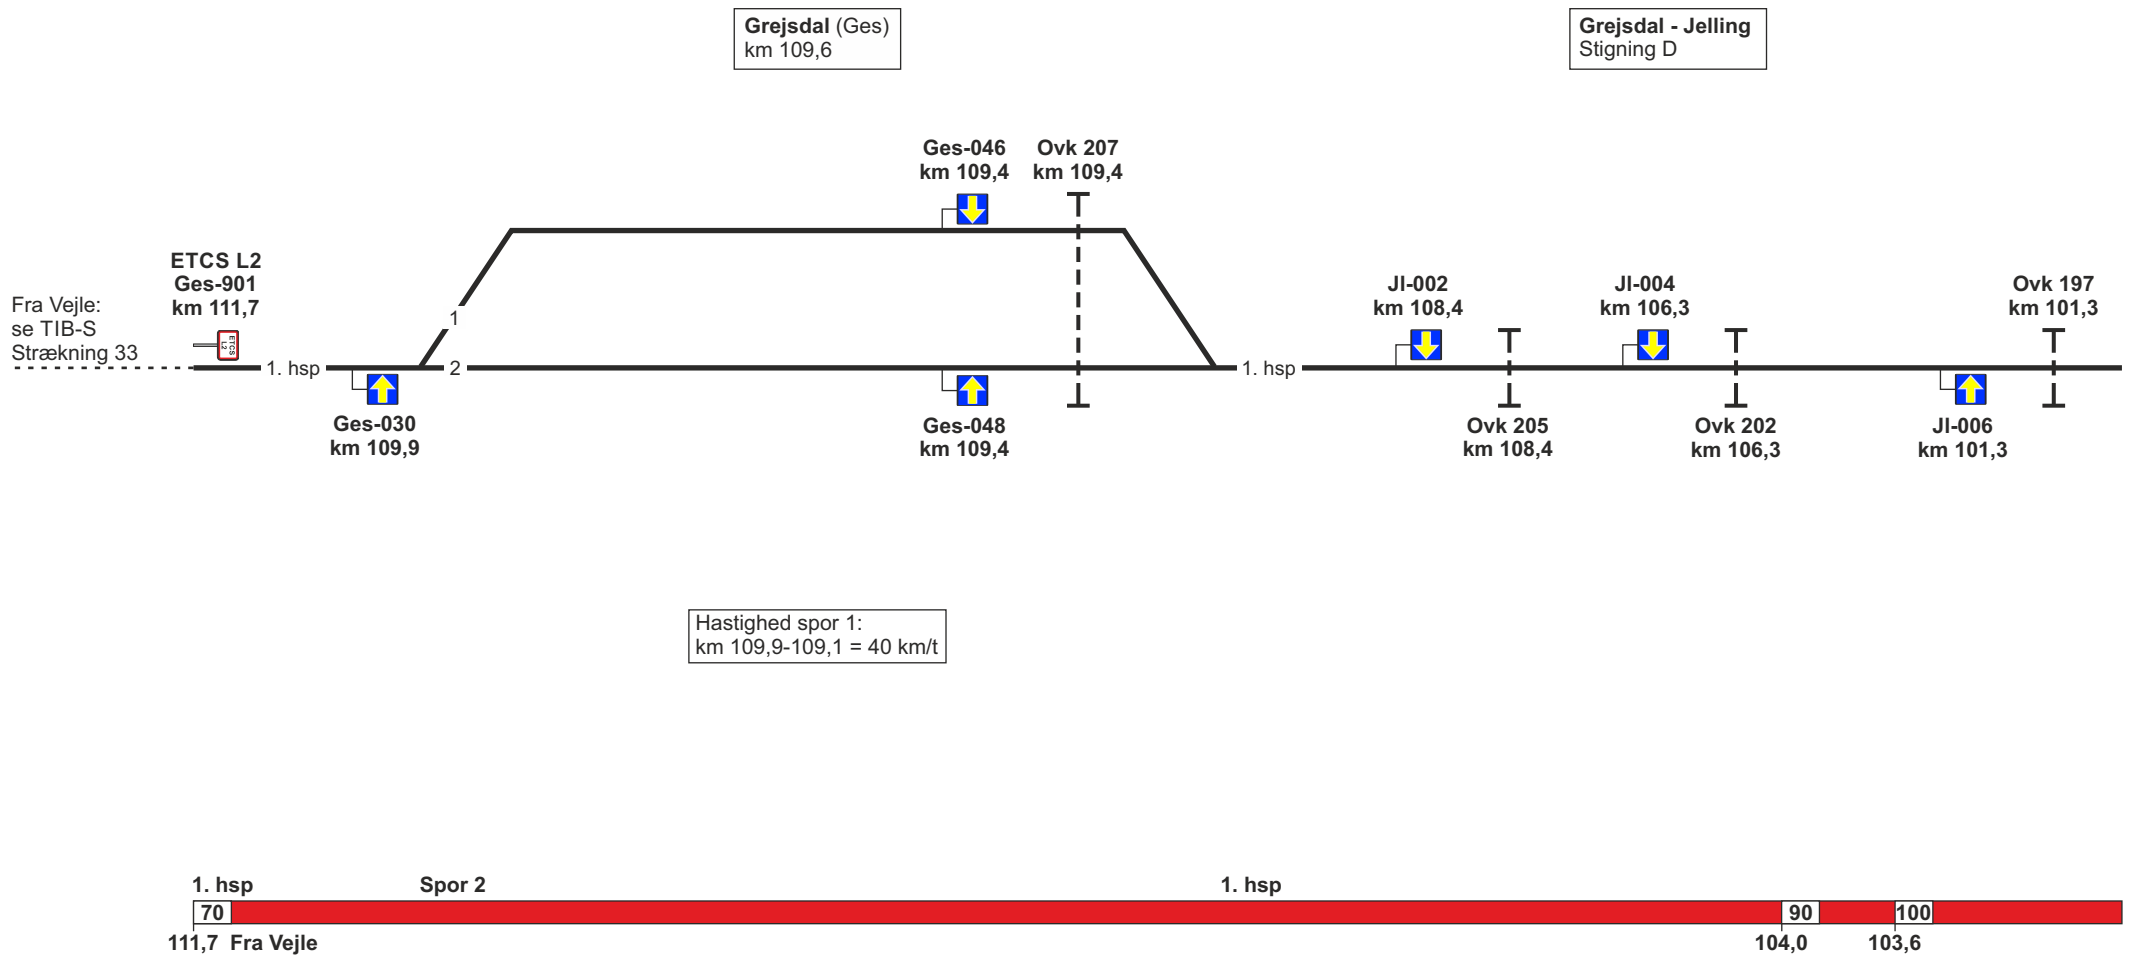 Grejsdal (Ges)
km 109,6
Grejsdal - Jelling
Stigning D
Ges-046
km 109,4
Ovk 207
km 109,4
ETCS L2
Ges-901
km 111,7
Fra Vejle:
se TIB-S
Strækning 33
ETCS
L2
1. hsp
1
2
1. hsp
Jl-002
km 108,4
Jl-004
km 106,3
Ovk 197
km 101,3
Ges-030
km 109,9
Ges-048
km 109,4
Ovk 205
km 108,4
Ovk 202
km 106,3
Jl-006
km 101,3
Hastighed spor 1:
km 109,9-109,1 = 40 km/t
1. hsp
Spor 2
1. hsp
70
90
100
111,7 Fra Vejle
104,0
103,6